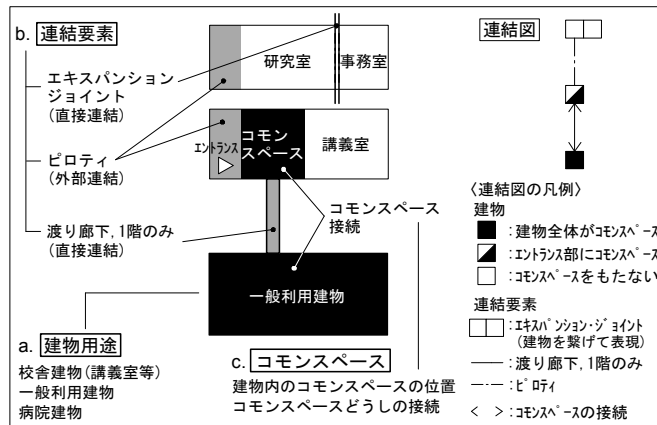 b. 連結要素
エキスパンション
ジョイント
(直接連結)
ピロティ
(外部連結)
渡り廊下, 1階のみ
(直接連結)
研究室
事務室
エントランス
コモン
スペース
講義室
コモンスペース
接続
一般利用建物
a. 建物用途
校舎建物(講義室等)
一般利用建物
病院建物
c. コモンスペース
建物内のコモンスペースの位置
コモンスペースどうしの接続
連結図
〈連結図の凡例〉
建物
:建物全体がコモンスペース
:エントランス部にコモンスペース
:コモンスペースをもたない
連結要素
:エキスパンション・ジョイント
(建物を繋げて表現)
:渡り廊下, 1階のみ
:ピロティ
< > :コモンスペースの接続